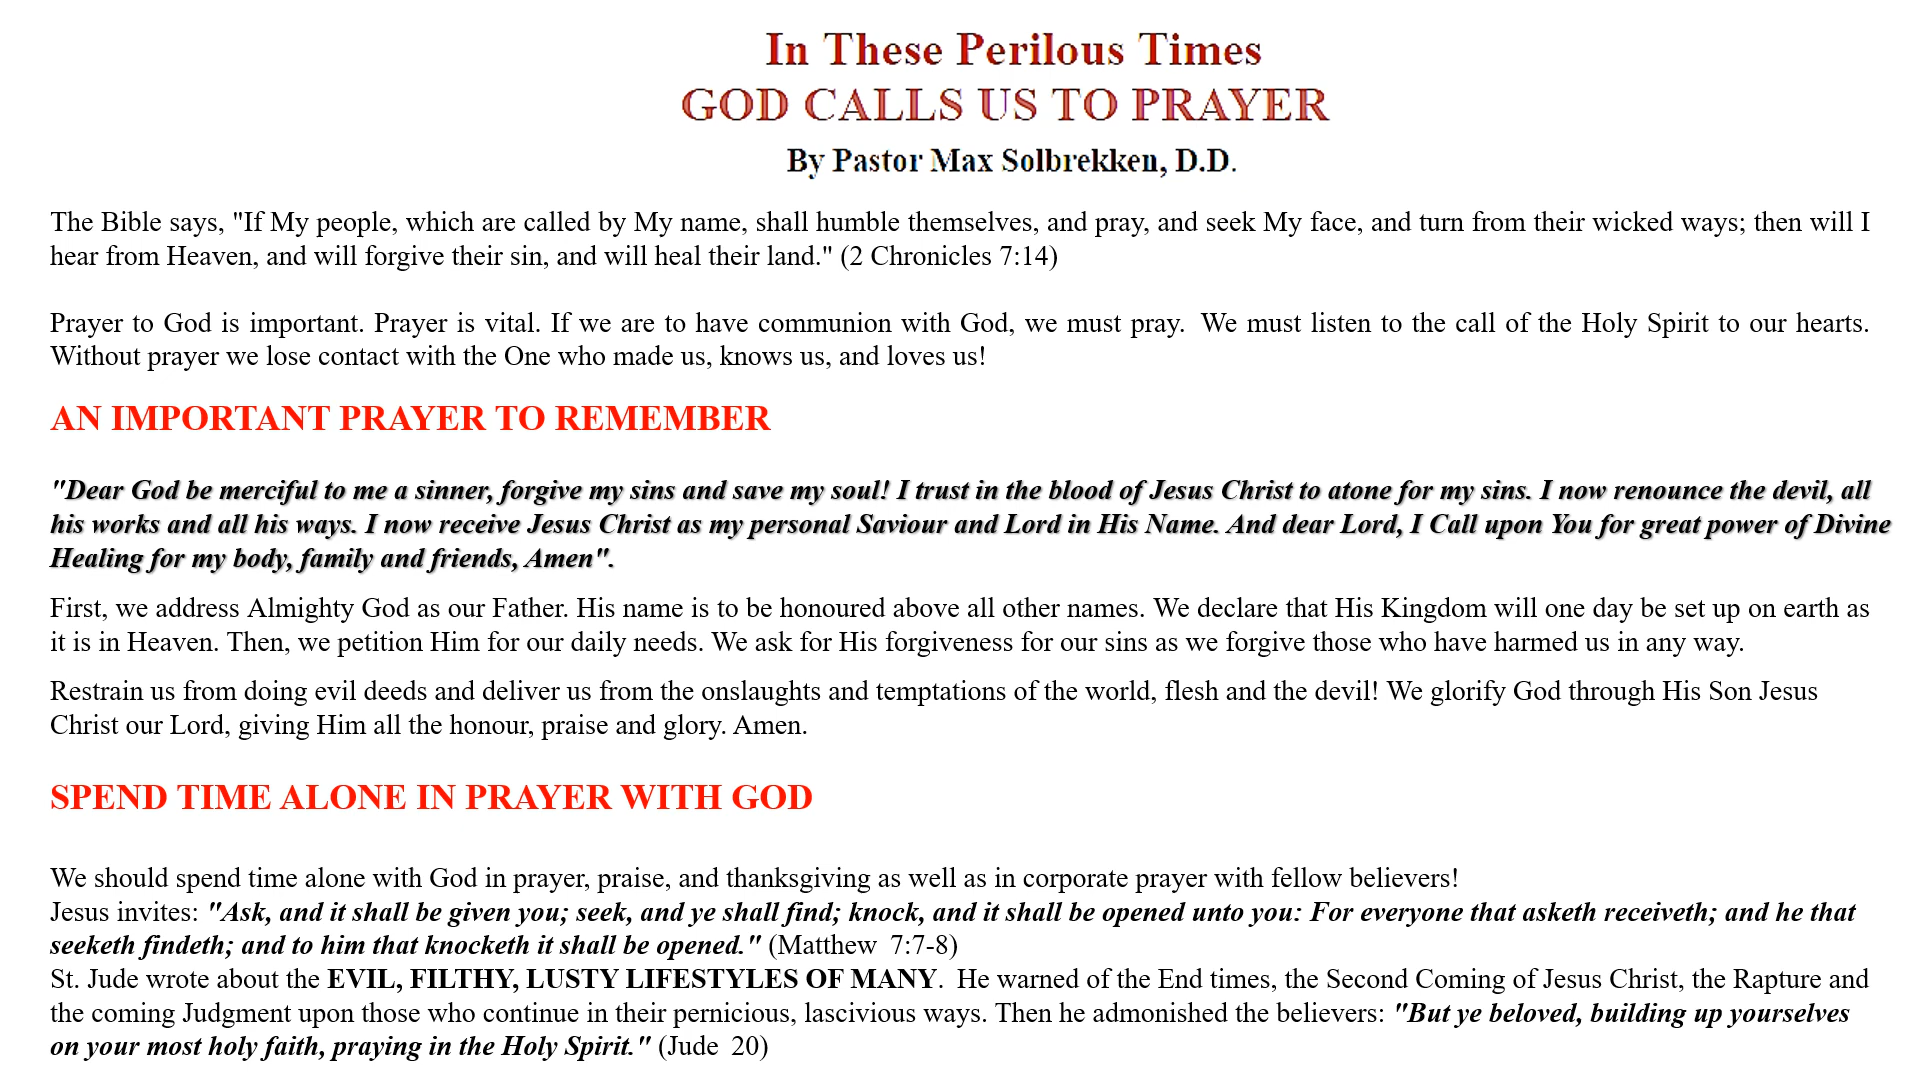 In These Perilous Times
GOD CALLS US TO PRAYER
By Pastor Max Solbrekken, D.D.
The Bible says, "If My people, which are called by My name, shall humble themselves, and pray, and seek My face, and turn from their wicked ways; then will I
hear from Heaven, and will forgive their sin, and will heal their land." (2 Chronicles 7:14)
Prayer to God is important. Prayer is vital. If we are to have communion with God, we must pray. We must listen to the call of the Holy Spirit to our hearts.
Without prayer we lose contact with the One who made us, knows us, and loves us!
AN IMPORTANT PRAYER TO REMEMBER
"Dear God be merciful to me a sinner, forgive my sins and save my soul! I trust in the blood of Jesus Christ to atone for my sins. I now renounce the devil, all
his works and all his ways. I now receive Jesus Christ as my personal Saviour and Lord in His Name. And dear Lord, I Call upon You for great power of Divine
Healing for my body, family and friends, Amen".
First, we address Almighty God as our Father. His name is to be honoured above all other names. We declare that His Kingdom will one day be set up on earth as
it is in Heaven. Then, we petition Him for our daily needs. We ask for His forgiveness for our sins as we forgive those who have harmed us in any way.
Restrain us from doing evil deeds and deliver us from the onslaughts and temptations of the world, flesh and the devil! We glorify God through His Son Jesus
Christ our Lord, giving Him all the honour, praise and glory. Amen.
SPEND TIME ALONE IN PRAYER WITH GOD
We should spend time alone with God in prayer, praise, and thanksgiving as well as in corporate prayer with fellow believers!
Jesus invites: "Ask, and it shall be given you; seek, and ye shall find; knock, and it shall be opened unto you: For everyone that asketh receiveth; and he that
seeketh findeth; and to him that knocketh it shall be opened." (Matthew 7:7-8)
St. Jude wrote about the EVIL, FILTHY, LUSTY LIFESTYLES OF MANY. He warned of the End times, the Second Coming of Jesus Christ, the Rapture and
the coming Judgment upon those who continue in their pernicious, lascivious ways. Then he admonished the believers: "But ye beloved, building up yourselves
on your most holy faith, praying in the Holy Spirit." (Jude 20)